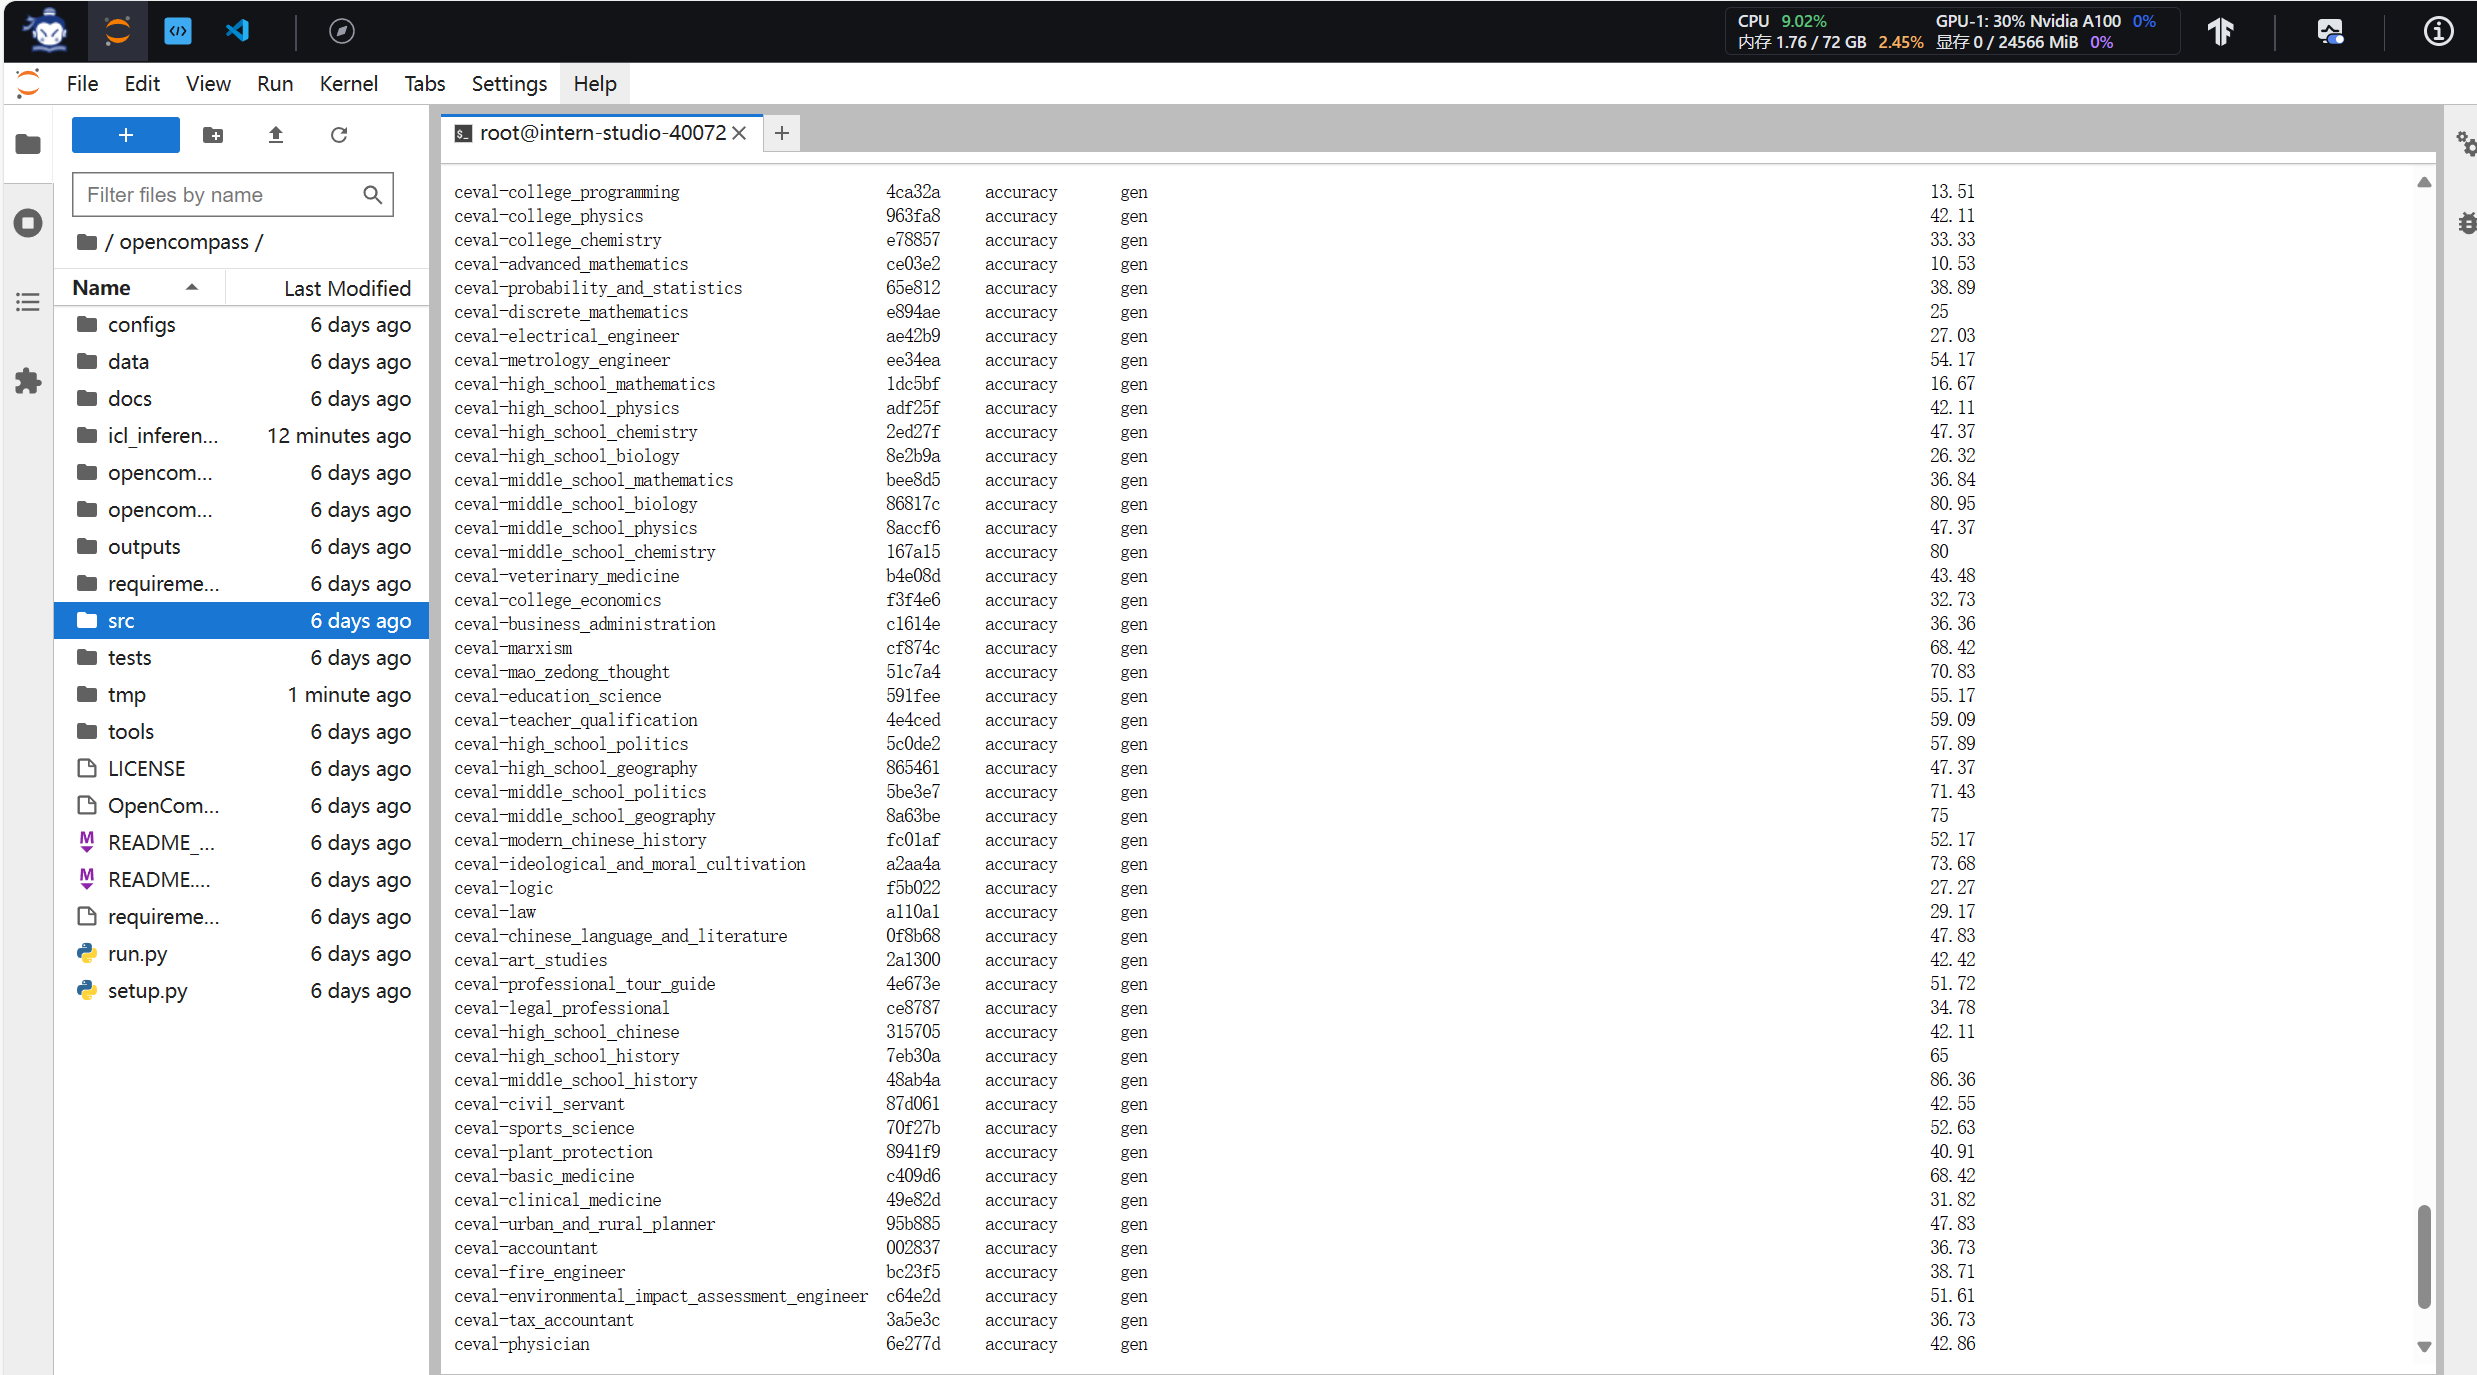 CPU 9.02% GPU-1: 30% Nvidia A100 0%
内存 1.76 / 72 GB 2.45% 显存 0 / 24566 MiB 0%
File Edit View Run Kernel Tabs Settings Help
root@intern-studio-40072
Filter files by name
/ opencompass /
Name Last Modified
configs 6 days ago
data 6 days ago
docs 6 days ago
icl_inferen... 12 minutes ago
opencom... 6 days ago
opencom... 6 days ago
outputs 6 days ago
requireme... 6 days ago
src 6 days ago
tests 6 days ago
tmp 1 minute ago
tools 6 days ago
LICENSE 6 days ago
OpenCom... 6 days ago
README_... 6 days ago
README.... 6 days ago
requireme... 6 days ago
run.py 6 days ago
setup.py 6 days ago
ceval-college_programming 4ca32a accuracy gen 13.51
ceval-college_physics 963fa8 accuracy gen 42.11
ceval-college_chemistry e78857 accuracy gen 33.33
ceval-advanced_mathematics ce03e2 accuracy gen 10.53
ceval-probability_and_statistics 65e812 accuracy gen 38.89
ceval-discrete_mathematics e894ae accuracy gen 25
ceval-electrical_engineer ae42b9 accuracy gen 27.03
ceval-metrology_engineer ee34ea accuracy gen 54.17
ceval-high_school_mathematics 1dc5bf accuracy gen 16.67
ceval-high_school_physics adf25f accuracy gen 42.11
ceval-high_school_chemistry 2ed27f accuracy gen 47.37
ceval-high_school_biology 8e2b9a accuracy gen 26.32
ceval-middle_school_mathematics bee8d5 accuracy gen 36.84
ceval-middle_school_biology 86817c accuracy gen 80.95
ceval-middle_school_physics 8accf6 accuracy gen 47.37
ceval-middle_school_chemistry 167a15 accuracy gen 80
ceval-veterinary_medicine b4e08d accuracy gen 43.48
ceval-college_economics f3f4e6 accuracy gen 32.73
ceval-business_administration c1614e accuracy gen 36.36
ceval-marxism cf874c accuracy gen 68.42
ceval-mao_zedong_thought 51c7a4 accuracy gen 70.83
ceval-education_science 591fee accuracy gen 55.17
ceval-teacher_qualification 4e4ced accuracy gen 59.09
ceval-high_school_politics 5c0de2 accuracy gen 57.89
ceval-high_school_geography 865461 accuracy gen 47.37
ceval-middle_school_politics 5be3e7 accuracy gen 71.43
ceval-middle_school_geography 8a63be accuracy gen 75
ceval-modern_chinese_history fc01af accuracy gen 52.17
ceval-ideological_and_moral_cultivation a2aa4a accuracy gen 73.68
ceval-logic f5b022 accuracy gen 27.27
ceval-law a110a1 accuracy gen 29.17
ceval-chinese_language_and_literature 0f8b68 accuracy gen 47.83
ceval-art_studies 2a1300 accuracy gen 42.42
ceval-professional_tour_guide 4e673e accuracy gen 51.72
ceval-legal_professional ce8787 accuracy gen 34.78
ceval-high_school_chinese 315705 accuracy gen 42.11
ceval-high_school_history 7eb30a accuracy gen 65
ceval-middle_school_history 48ab4a accuracy gen 86.36
ceval-civil_servant 87d061 accuracy gen 42.55
ceval-sports_science 70f27b accuracy gen 52.63
ceval-plant_protection 8941f9 accuracy gen 40.91
ceval-basic_medicine c409d6 accuracy gen 68.42
ceval-clinical_medicine 49e82d accuracy gen 31.82
ceval-urban_and_rural_planner 95b885 accuracy gen 47.83
ceval-accountant 002837 accuracy gen 36.73
ceval-fire_engineer bc23f5 accuracy gen 38.71
ceval-environmental_impact_assessment_engineer c64e2d accuracy gen 51.61
ceval-tax_accountant 3a5e3c accuracy gen 36.73
ceval-physician 6e277d accuracy gen 42.86